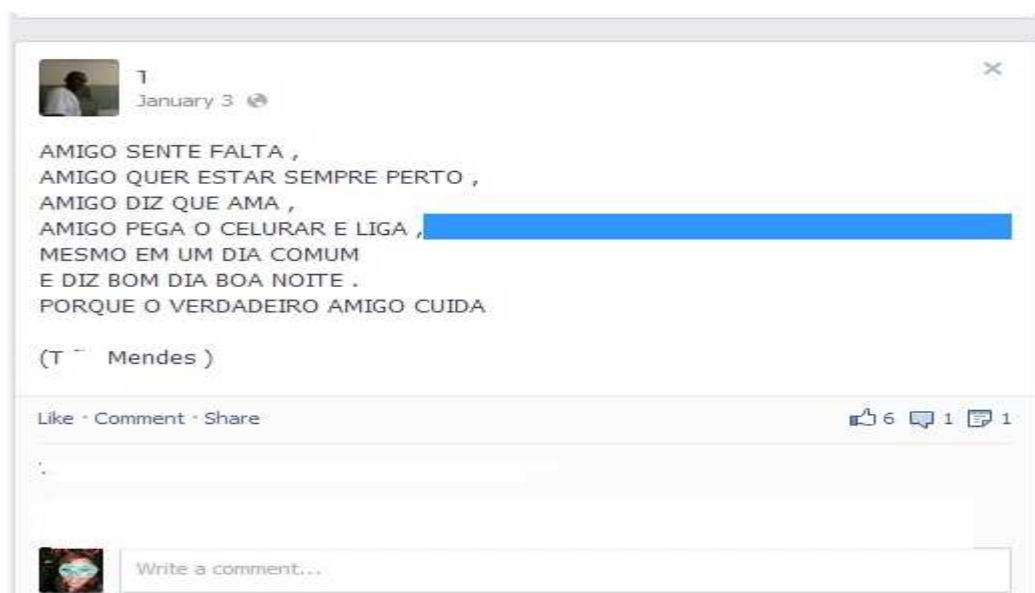 January 3
AMIGO SENTE FALTA ,
AMIGO QUER ESTAR SEMPRE PERTO ,
AMIGO DIZ QUE AMA ,
AMIGO PEGA O CELURAR E LIGA ,
MESMO EM UM DIA COMUM
E DIZ BOM DIA BOA NOITE .
PORQUE O VERDADEIRO AMIGO CUIDA
(T Mendes )
Like · Comment · Share 6 1 1
Write a comment...